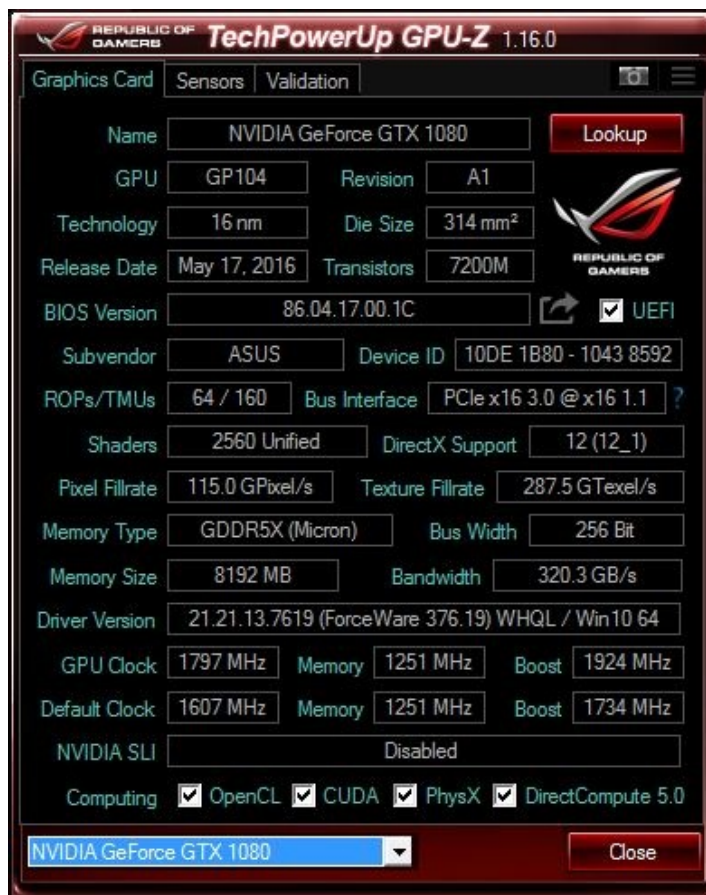 REPUBLIC OF GAMERS TechPowerUp GPU-Z 1.16.0
Graphics Card Sensors Validation
Name NVIDIA GeForce GTX 1080 Lookup
GPU GP104 Revision A1
Technology 16 nm Die Size 314 mm²
REPUBLIC OF GAMERS
Release Date May 17, 2016 Transistors 7200M
BIOS Version 86.04.17.00.1C UEFI
Subvendor ASUS Device ID 10DE 1B80 - 1043 8592
ROPs/TMUs 64 / 160 Bus Interface PCIe x16 3.0 @ x16 1.1 ?
Shaders 2560 Unified DirectX Support 12 (12_1)
Pixel Fillrate 115.0 GPixel/s Texture Fillrate 287.5 GTexel/s
Memory Type GDDR5X (Micron) Bus Width 256 Bit
Memory Size 8192 MB Bandwidth 320.3 GB/s
Driver Version 21.21.13.7619 (ForceWare 376.19) WHQL / Win10 64
GPU Clock 1797 MHz Memory 1251 MHz Boost 1924 MHz
Default Clock 1607 MHz Memory 1251 MHz Boost 1734 MHz
NVIDIA SLI Disabled
Computing OpenCL CUDA PhysX DirectCompute 5.0
NVIDIA GeForce GTX 1080 Close